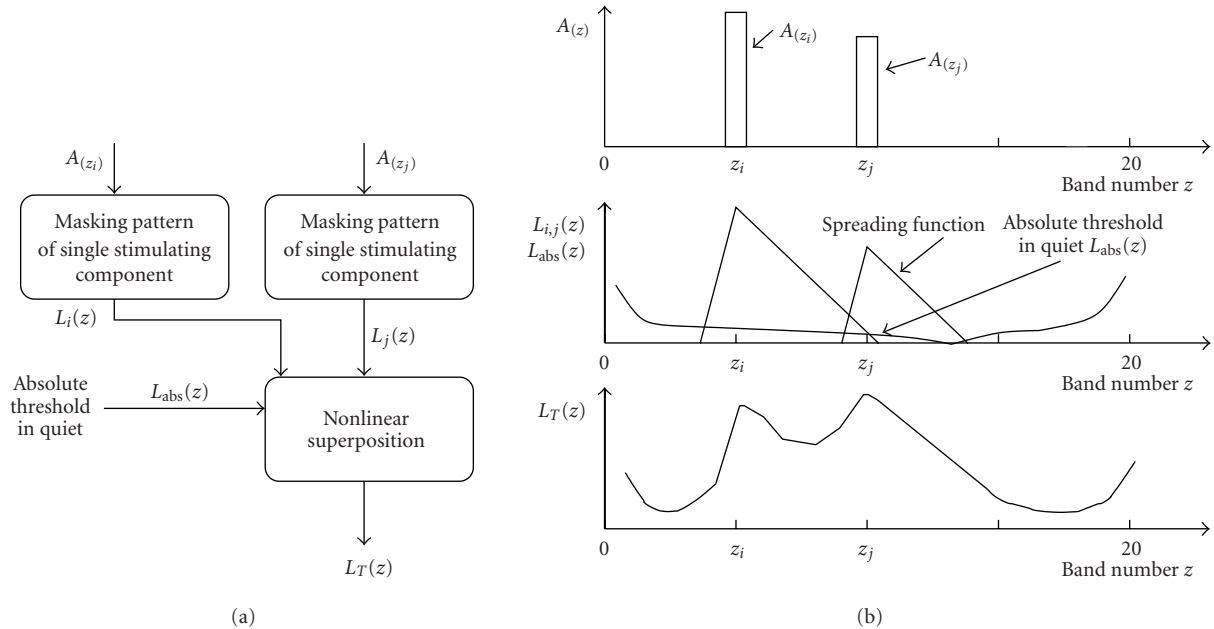 A(zi)
A(zj)
Masking pattern
of single stimulating
component
Masking pattern
of single stimulating
component
Li(z)
Lj(z)
Absolute
threshold
in quiet
Labs(z)
Nonlinear
superposition
LT(z)
(a)
A(z)
A(zi)
A(zj)
0
zi
zj
20
Band number z
Li,j(z)
Labs(z)
Spreading function
Absolute threshold
in quiet Labs(z)
0
zi
zj
20
Band number z
LT(z)
0
zi
zj
20
Band number z
(b)